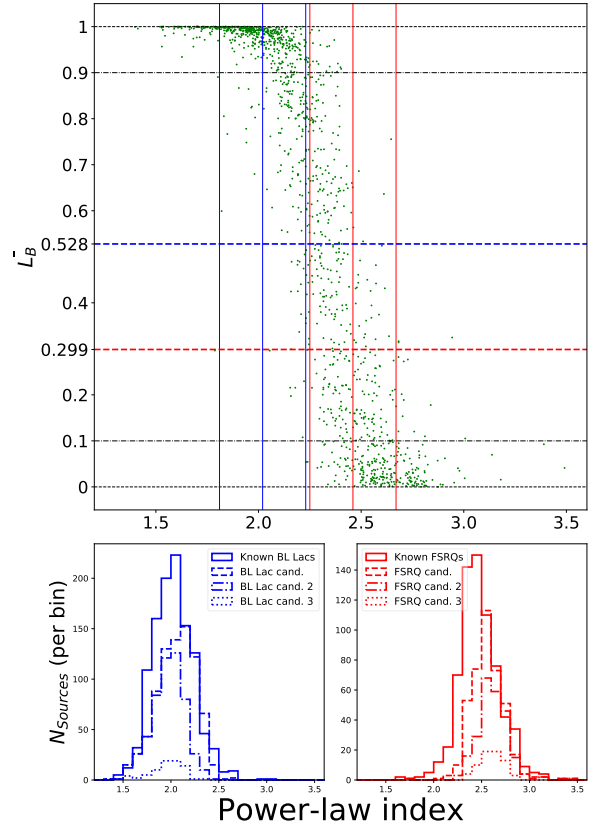 1
0.9
0.8
0.7
0.6
0.528
0.4
0.299
0.2
0.1
0
L̄_B
1.5 2.0 2.5 3.0 3.5
Known BL Lacs
BL Lac cand.
BL Lac cand. 2
BL Lac cand. 3
200
150
100
50
0
N_Sources (per bin)
1.5 2.0 2.5 3.0 3.5
Known FSRQs
FSRQ cand.
FSRQ cand. 2
FSRQ cand. 3
140
120
100
80
60
40
20
0
1.5 2.0 2.5 3.0 3.5
Power-law index